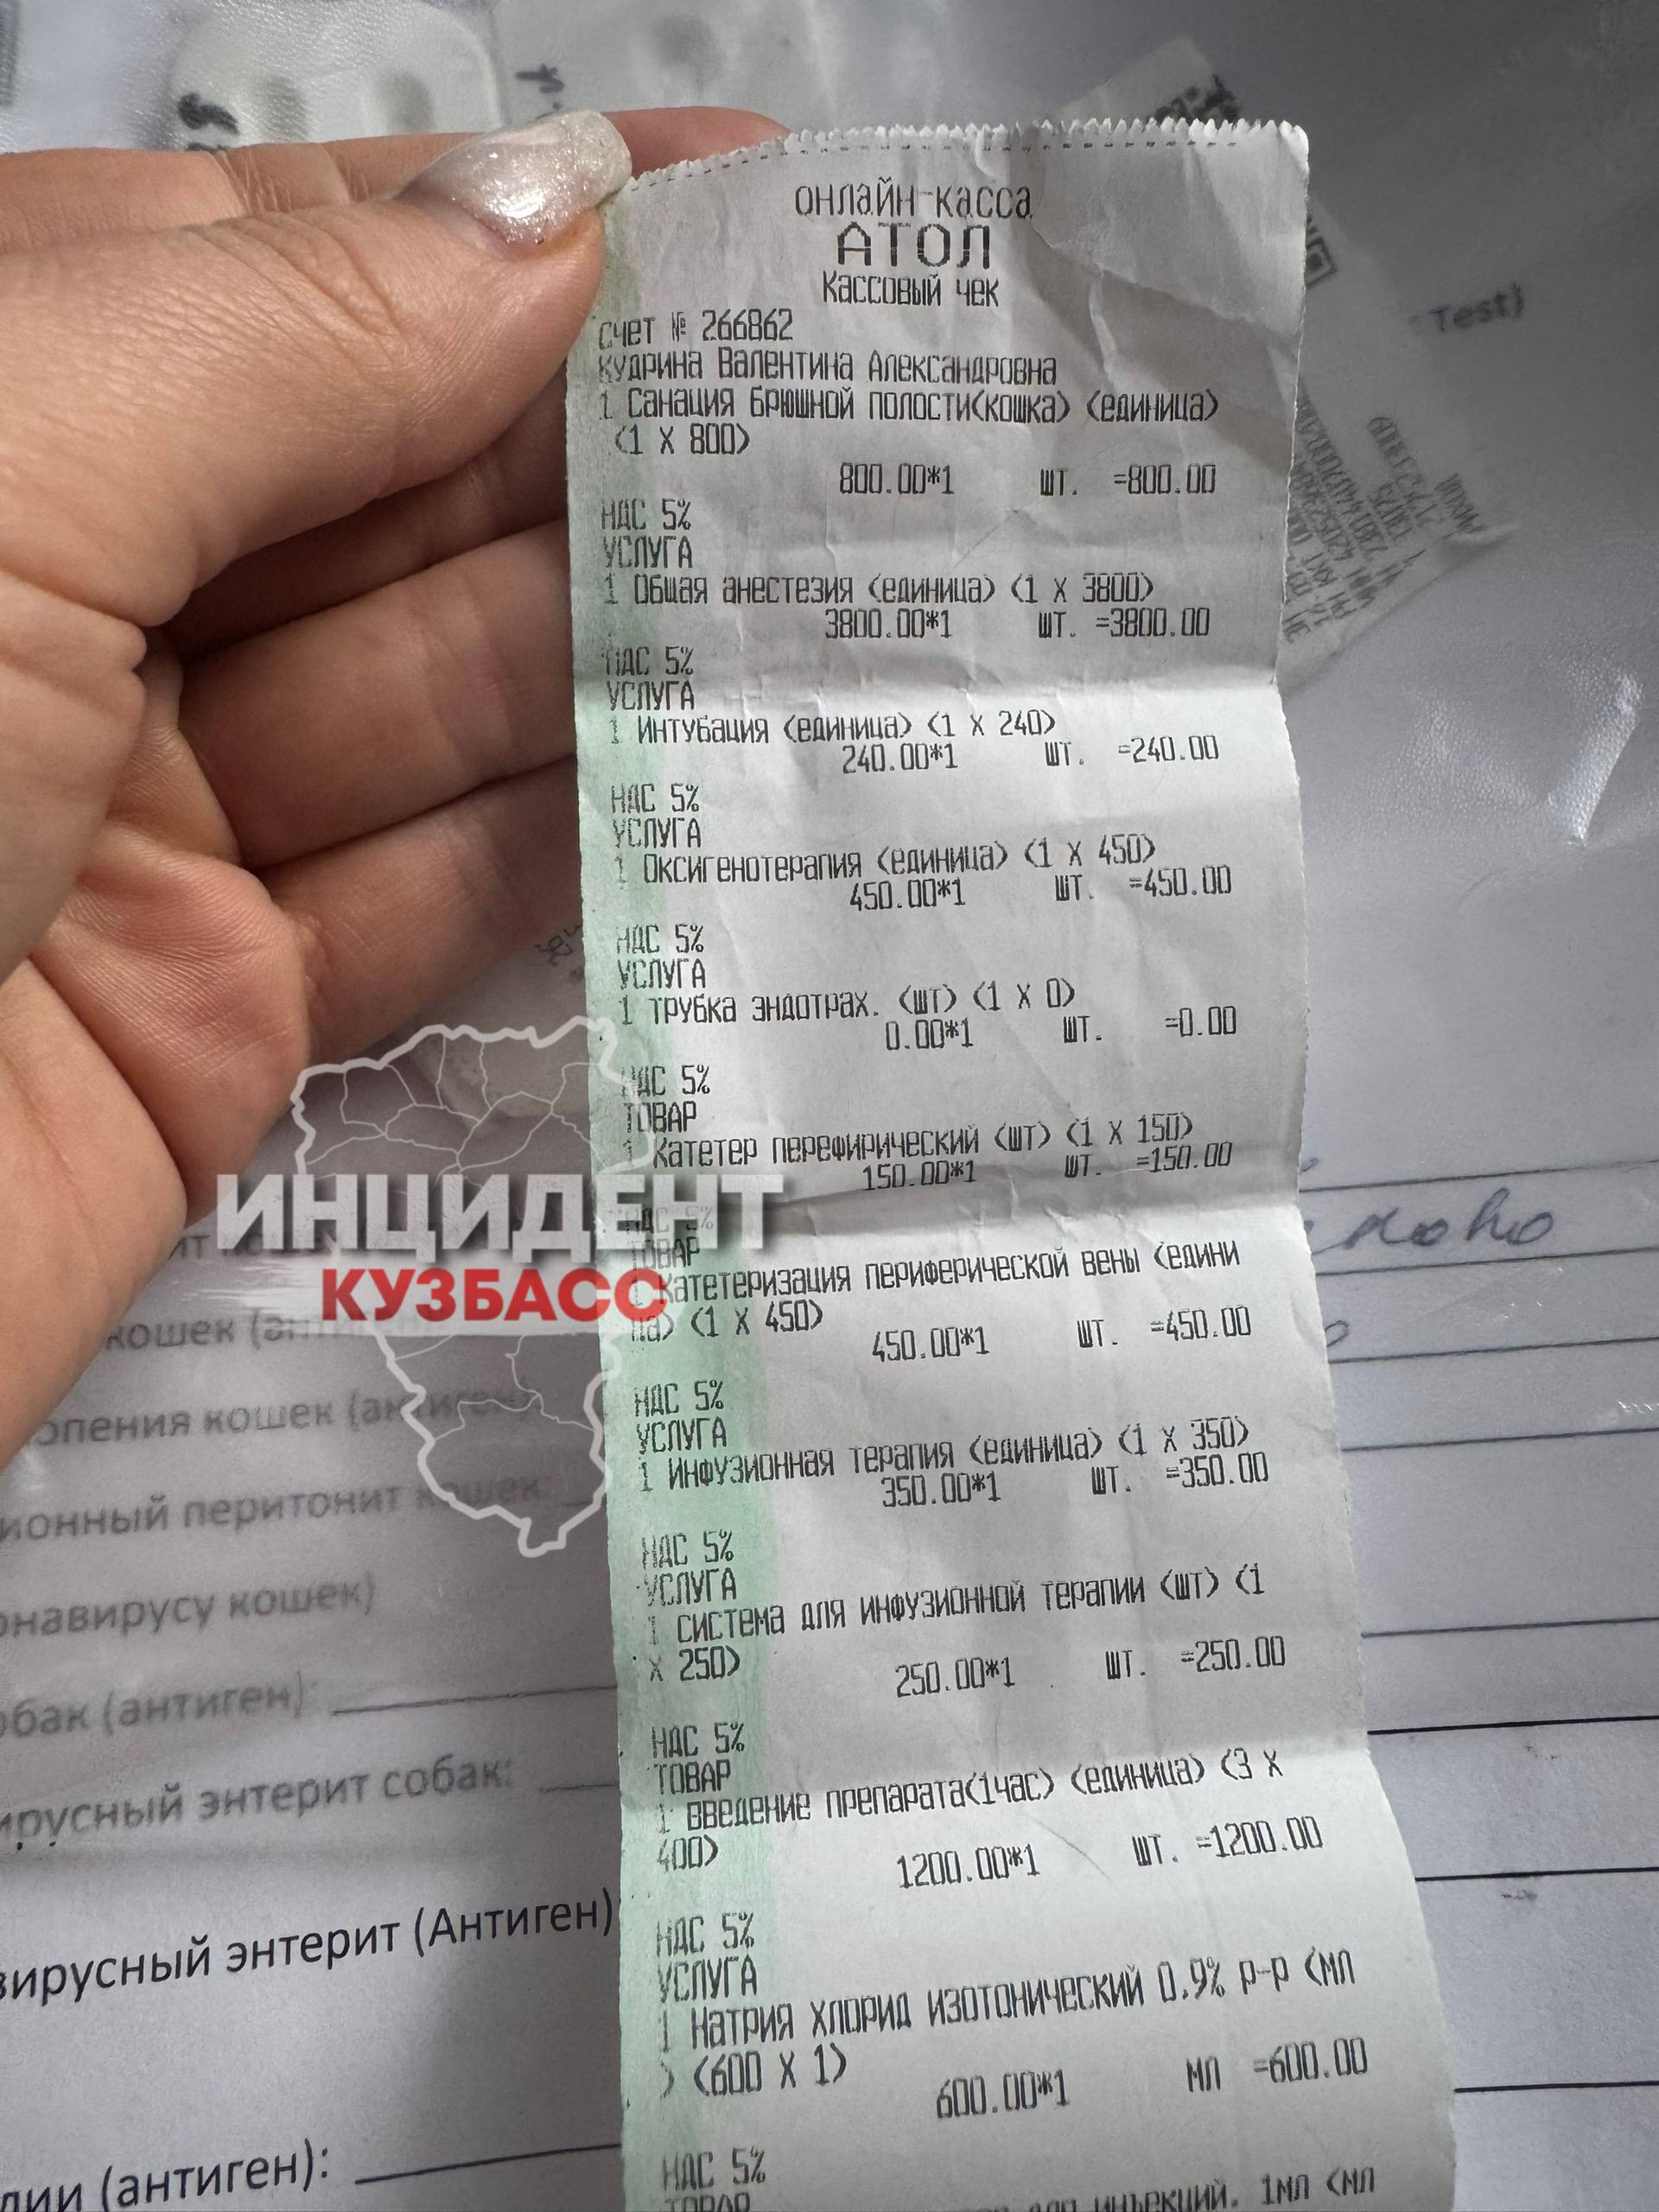 онлайн-касса
АТОЛ
Кассовый чек
Счет № 266862
Кудрина Валентина Александровна
1 Санация брюшной полости(кошка) (единица)
(1 X 800)
800.00*1 шт. =800.00
НДС 5%
УСЛУГА
1 Общая анестезия (единица) (1 X 3800)
3800.00*1 шт. =3800.00
НДС 5%
УСЛУГА
1 Интубация (единица) (1 X 240)
240.00*1 шт. =240.00
НДС 5%
УСЛУГА
1 Оксигенотерапия (единица) (1 X 450)
450.00*1 шт. =450.00
НДС 5%
УСЛУГА
1 Трубка эндотрах. (шт) (1 X 0)
0.00*1 шт. =0.00
НДС 5%
ТОВАР
1 Катетер перефирический (шт) (1 X 150)
150.00*1 шт. =150.00
НДС 5%
ТОВАР
1 Катетеризация периферической вены (едини
ца) (1 X 450)
450.00*1 шт. =450.00
НДС 5%
УСЛУГА
1 Инфузионная терапия (единица) (1 X 350)
350.00*1 шт. =350.00
НДС 5%
УСЛУГА
1 Система для инфузионной терапии (шт) (1
X 250)
250.00*1 шт. =250.00
НДС 5%
ТОВАР
1 Введение препарата(1час) (единица) (3 X
400)
1200.00*1 шт. =1200.00
НДС 5%
УСЛУГА
1 Натрия хлорид изотонический 0,9% р-р (мл
) (600 X 1)
600.00*1 мл =600.00
НДС 5%
ТОВАР
для инъекций. 1мл (мл
ИНЦИДЕНТ
КУЗБАСС
Test)
кошек
кошек
ионный перитонит кошек:
онавирусу кошек)
обак (антиген):
ирусный энтерит собак:
вирусный энтерит (Антиген)
дии (антиген):